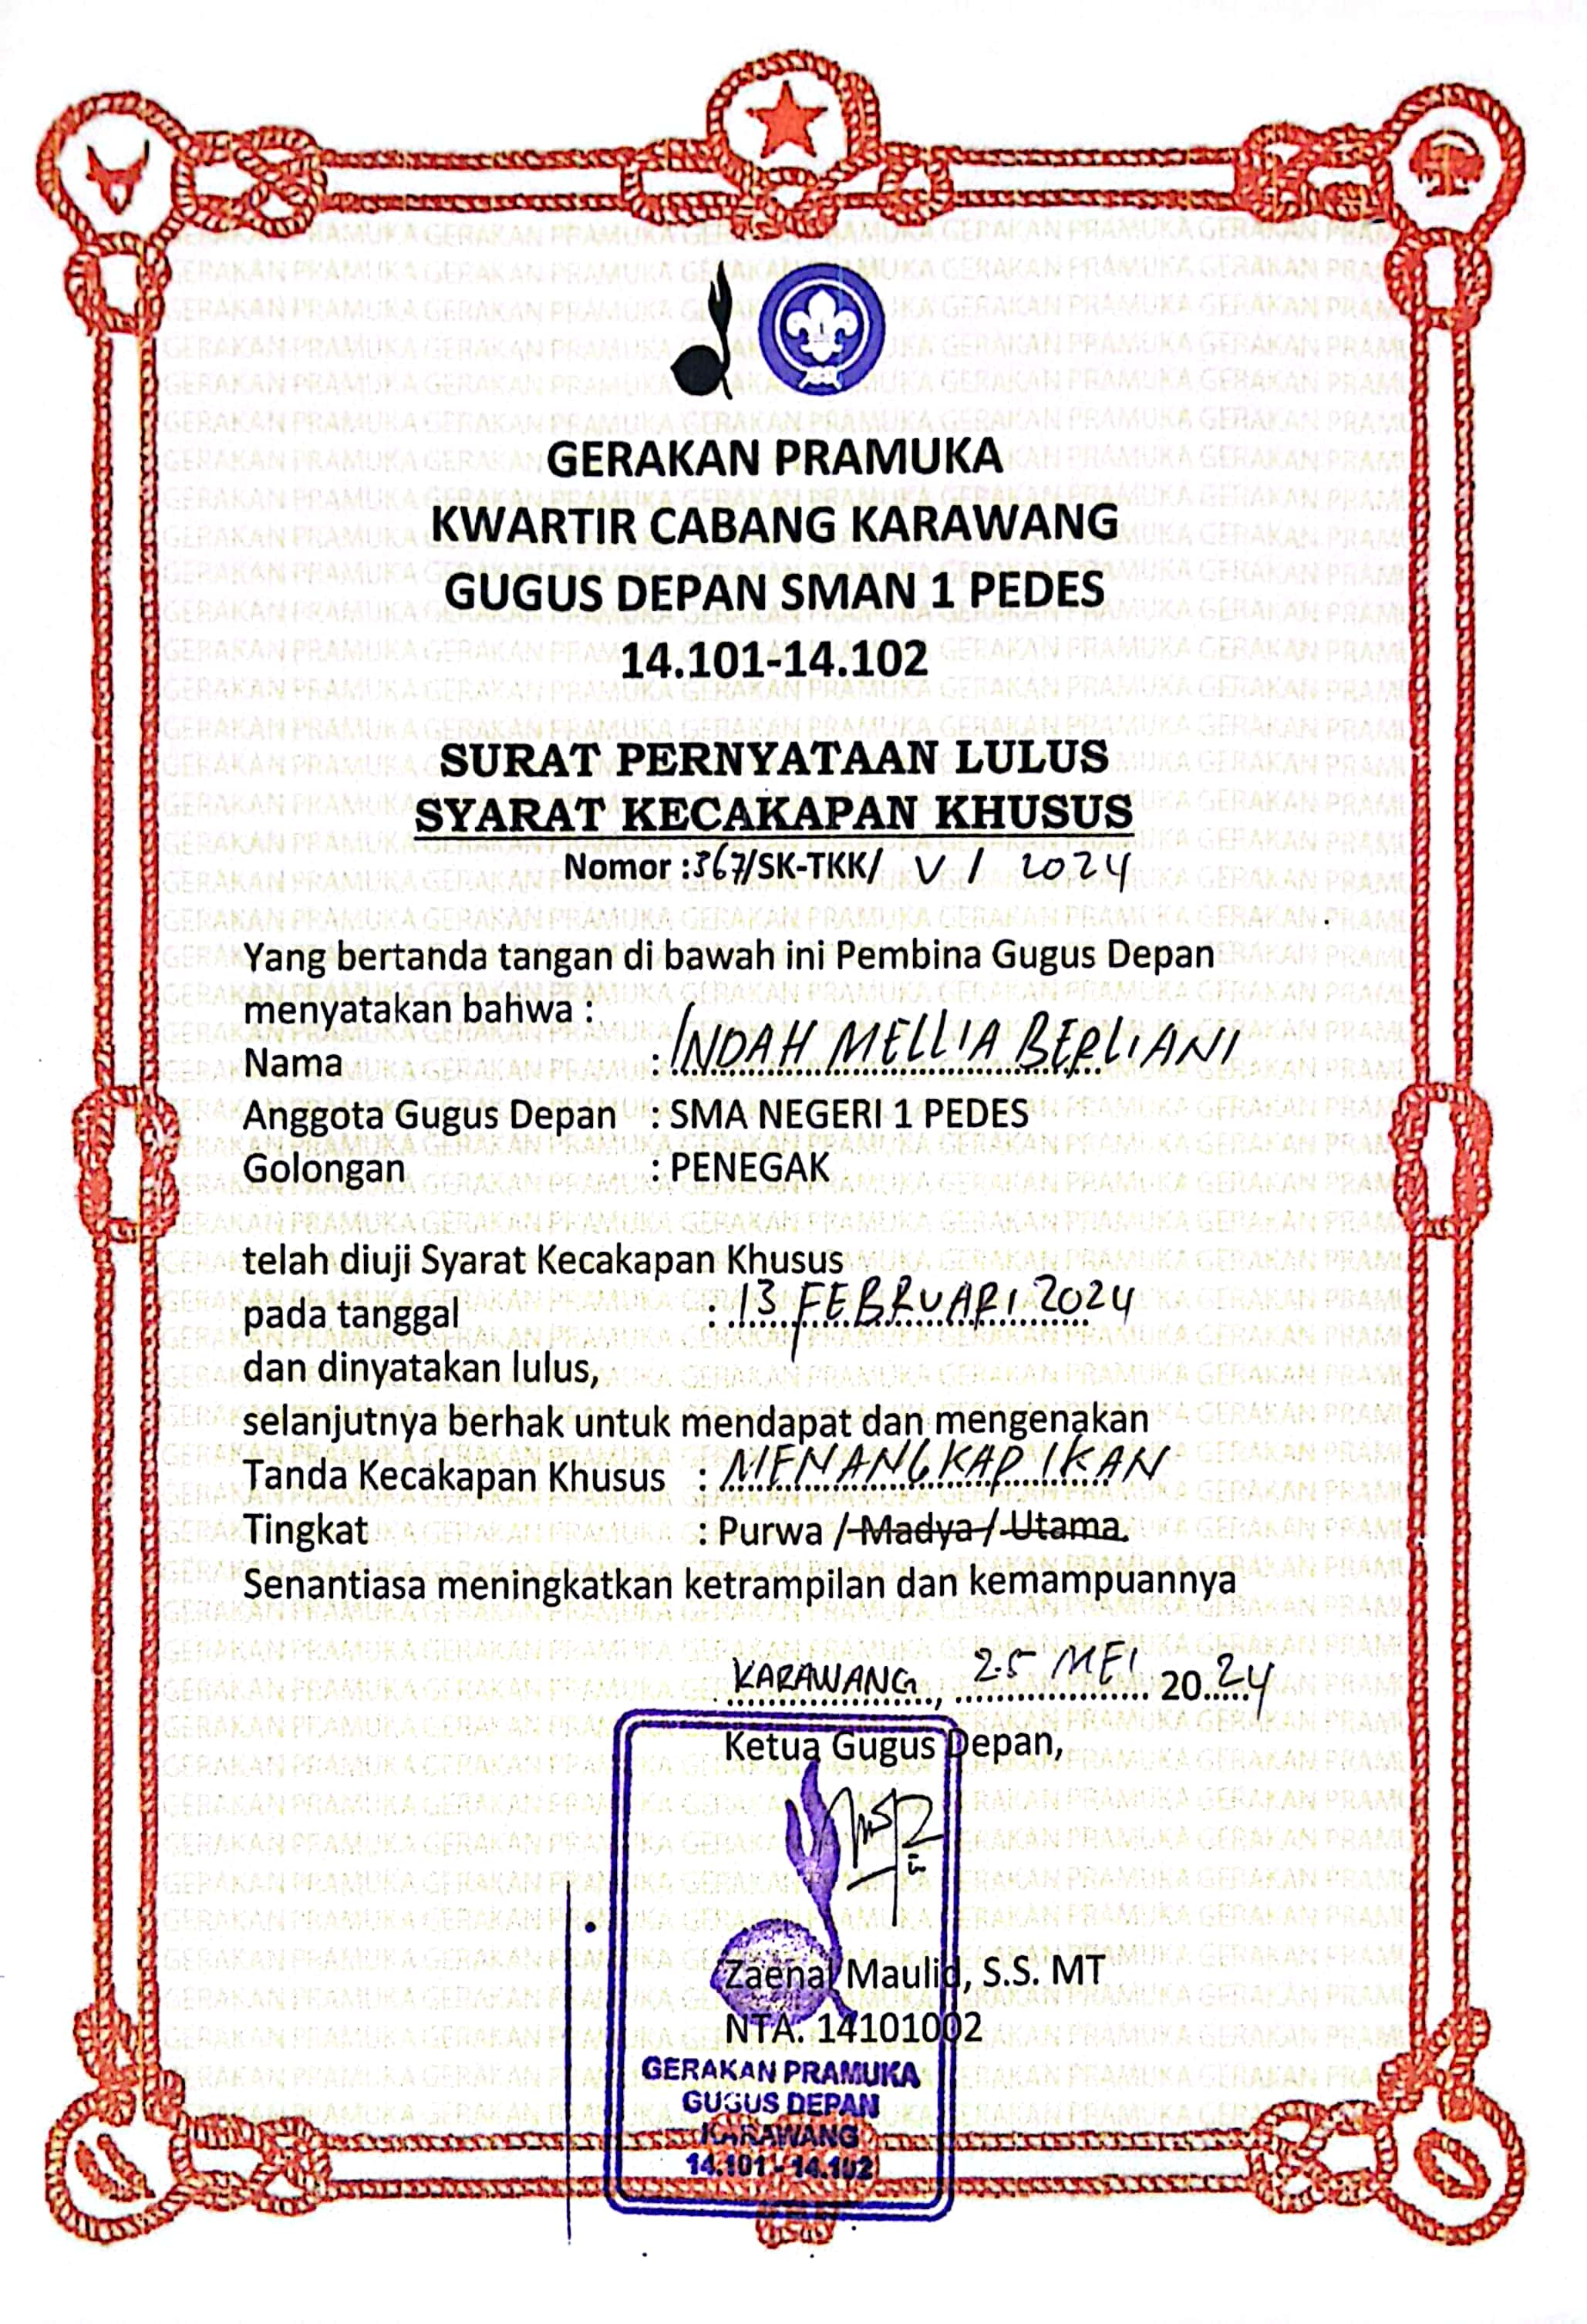 GERAKAN PRAMUKA
KWARTIR CABANG KARAWANG
GUGUS DEPAN SMAN 1 PEDES
14.101-14.102
SURAT PERNYATAAN LULUS
SYARAT KECAKAPAN KHUSUS
Nomor : 367/SK-TKK/ V / 2024
Yang bertanda tangan di bawah ini Pembina Gugus Depan
menyatakan bahwa :
Nama : INDAH MELLIA BERLIANI
Anggota Gugus Depan : SMA NEGERI 1 PEDES
Golongan : PENEGAK
telah diuji Syarat Kecakapan Khusus
pada tanggal : 13 FEBRUARI 2024
dan dinyatakan lulus,
selanjutnya berhak untuk mendapat dan mengenakan
Tanda Kecakapan Khusus : MENANGKAP IKAN
Tingkat : Purwa / Madya / Utama
Senantiasa meningkatkan ketrampilan dan kemampuannya
KARAWANG, 25 MEI 2024
Ketua Gugus Depan,
Zaenal Maulid, S.S. MT
NTA. 14101002
GERAKAN PRAMUKA
GUGUS DEPAN
KARAWANG
14.101 - 14.102